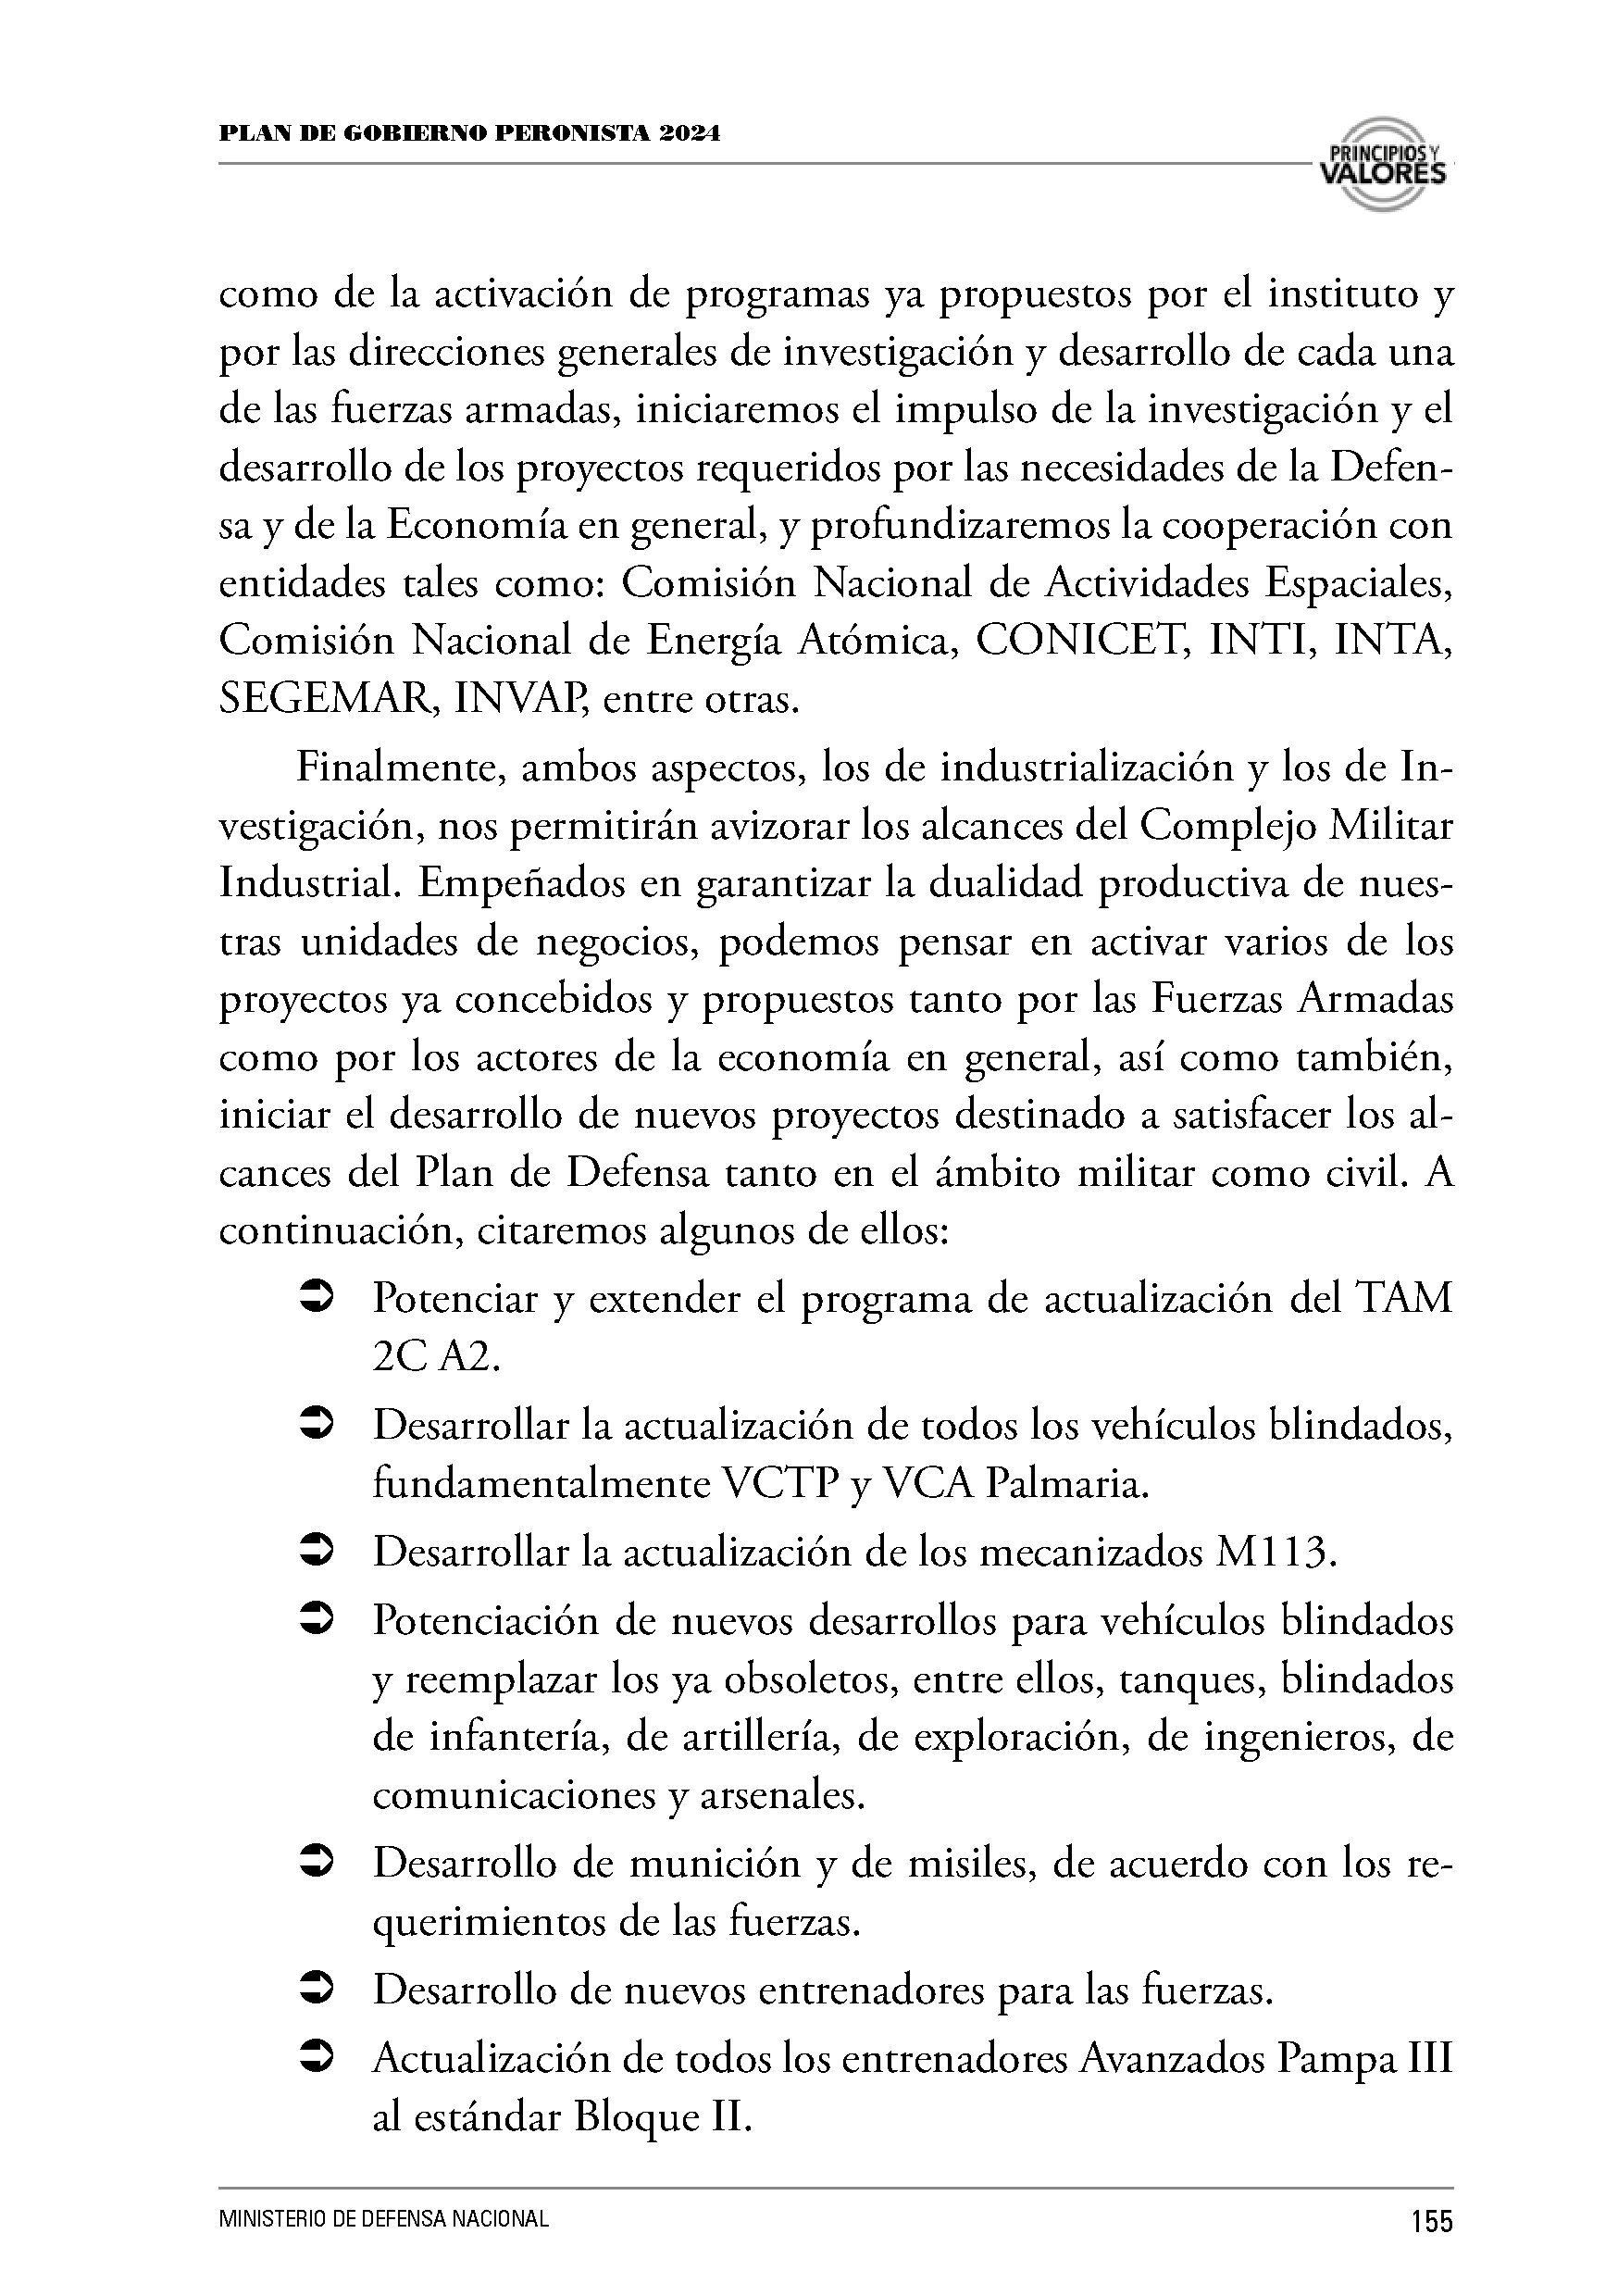 PLAN DE GOBIERNO PERONISTA 2024
PRINCIPIOS Y
VALORES
como de la activación de programas ya propuestos por el instituto y
por las direcciones generales de investigación y desarrollo de cada una
de las fuerzas armadas, iniciaremos el impulso de la investigación y el
desarrollo de los proyectos requeridos por las necesidades de la Defen-
sa y de la Economía en general, y profundizaremos la cooperación con
entidades tales como: Comisión Nacional de Actividades Espaciales,
Comisión Nacional de Energía Atómica, CONICET, INTI, INTA,
SEGEMAR, INVAP, entre otras.
Finalmente, ambos aspectos, los de industrialización y los de In-
vestigación, nos permitirán avizorar los alcances del Complejo Militar
Industrial. Empeñados en garantizar la dualidad productiva de nues-
tras unidades de negocios, podemos pensar en activar varios de los
proyectos ya concebidos y propuestos tanto por las Fuerzas Armadas
como por los actores de la economía en general, así como también,
iniciar el desarrollo de nuevos proyectos destinado a satisfacer los al-
cances del Plan de Defensa tanto en el ámbito militar como civil. A
continuación, citaremos algunos de ellos:
➲ Potenciar y extender el programa de actualización del TAM
2C A2.
➲ Desarrollar la actualización de todos los vehículos blindados,
fundamentalmente VCTP y VCA Palmaria.
➲ Desarrollar la actualización de los mecanizados M113.
➲ Potenciación de nuevos desarrollos para vehículos blindados
y reemplazar los ya obsoletos, entre ellos, tanques, blindados
de infantería, de artillería, de exploración, de ingenieros, de
comunicaciones y arsenales.
➲ Desarrollo de munición y de misiles, de acuerdo con los re-
querimientos de las fuerzas.
➲ Desarrollo de nuevos entrenadores para las fuerzas.
➲ Actualización de todos los entrenadores Avanzados Pampa III
al estándar Bloque II.
MINISTERIO DE DEFENSA NACIONAL
155